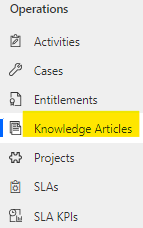 Operations
Activities
Cases
Entitlements
Knowledge Articles
Projects
SLAs
SLA KPIs